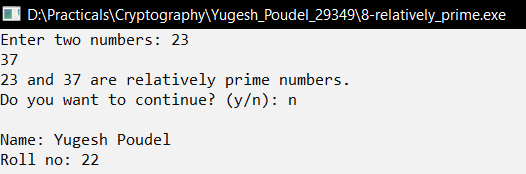 D:\Practicals\Cryptography\Yugesh_Poudel_29349\8-relatively_prime.exe
Enter two numbers: 23
37
23 and 37 are relatively prime numbers.
Do you want to continue? (y/n): n
Name: Yugesh Poudel
Roll no: 22